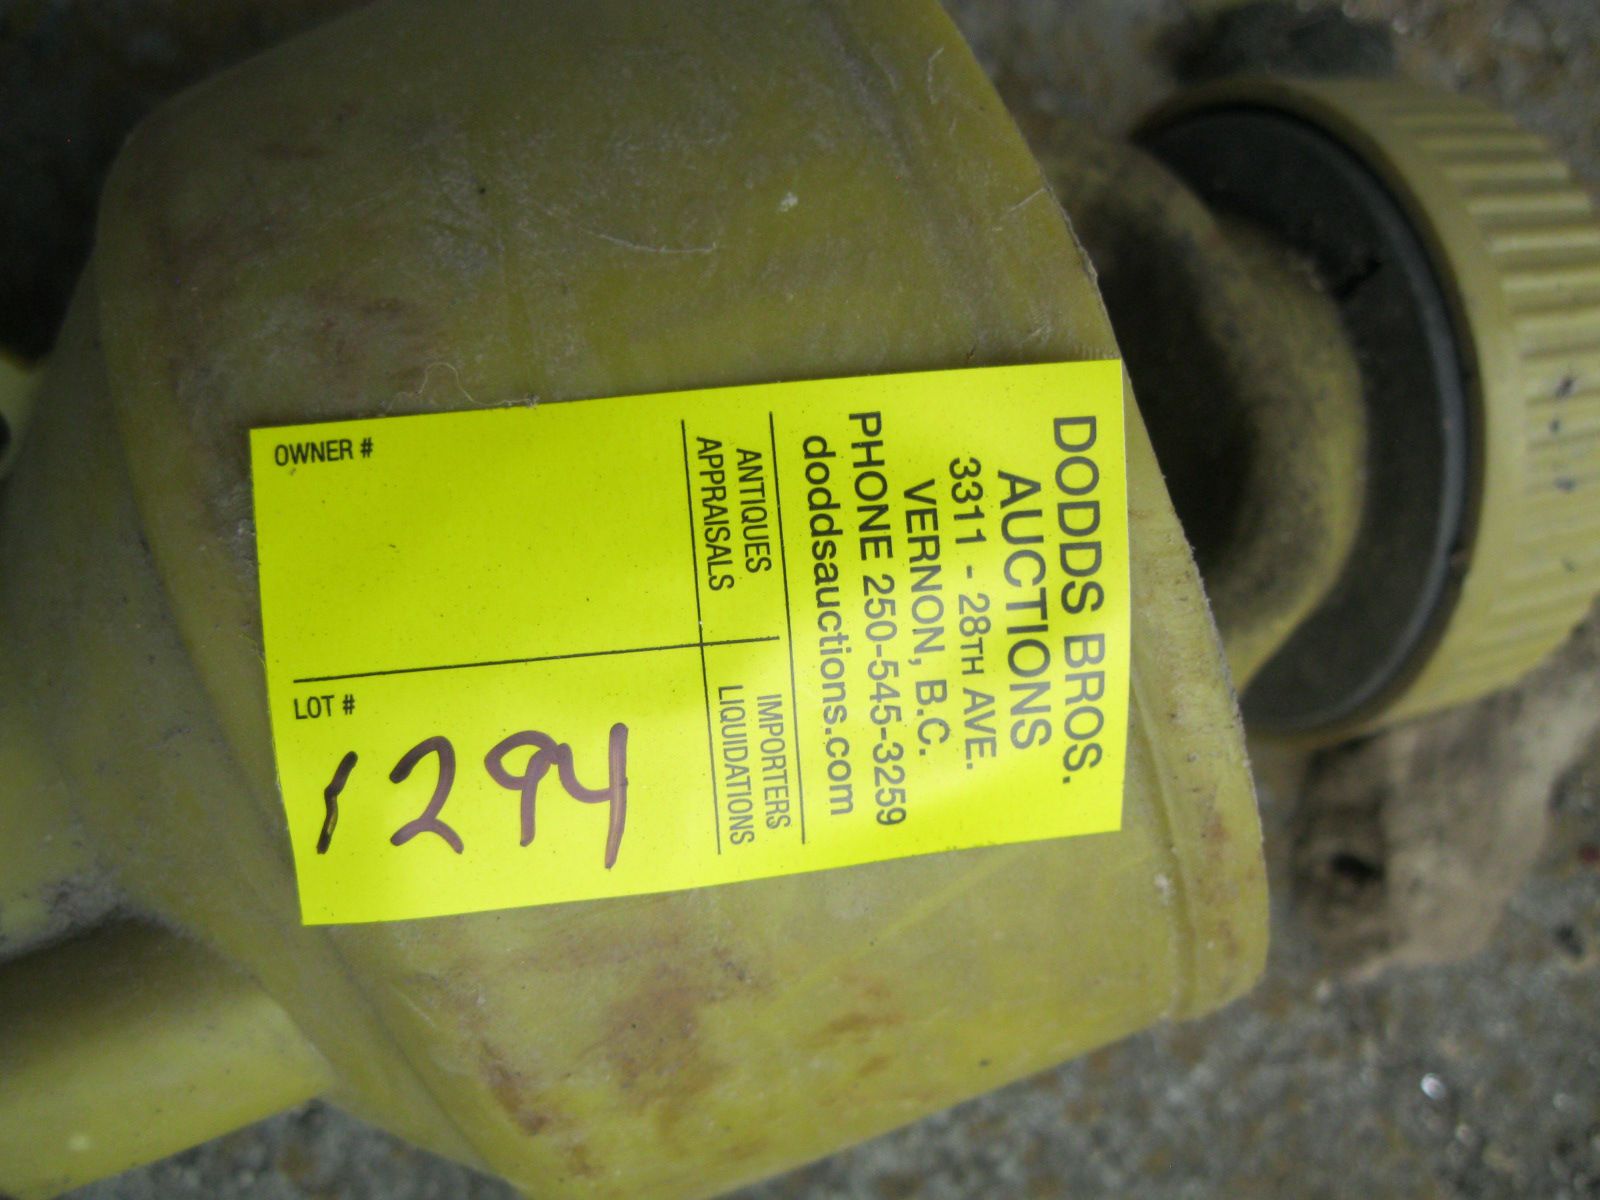 DODDS BROS.
AUCTIONS
3311 - 28TH AVE.
VERNON, B.C.
PHONE 250-545-3259
doddsauctions.com
ANTIQUES
APPRAISALS
IMPORTERS
LIQUIDATIONS
OWNER #
LOT #
1294